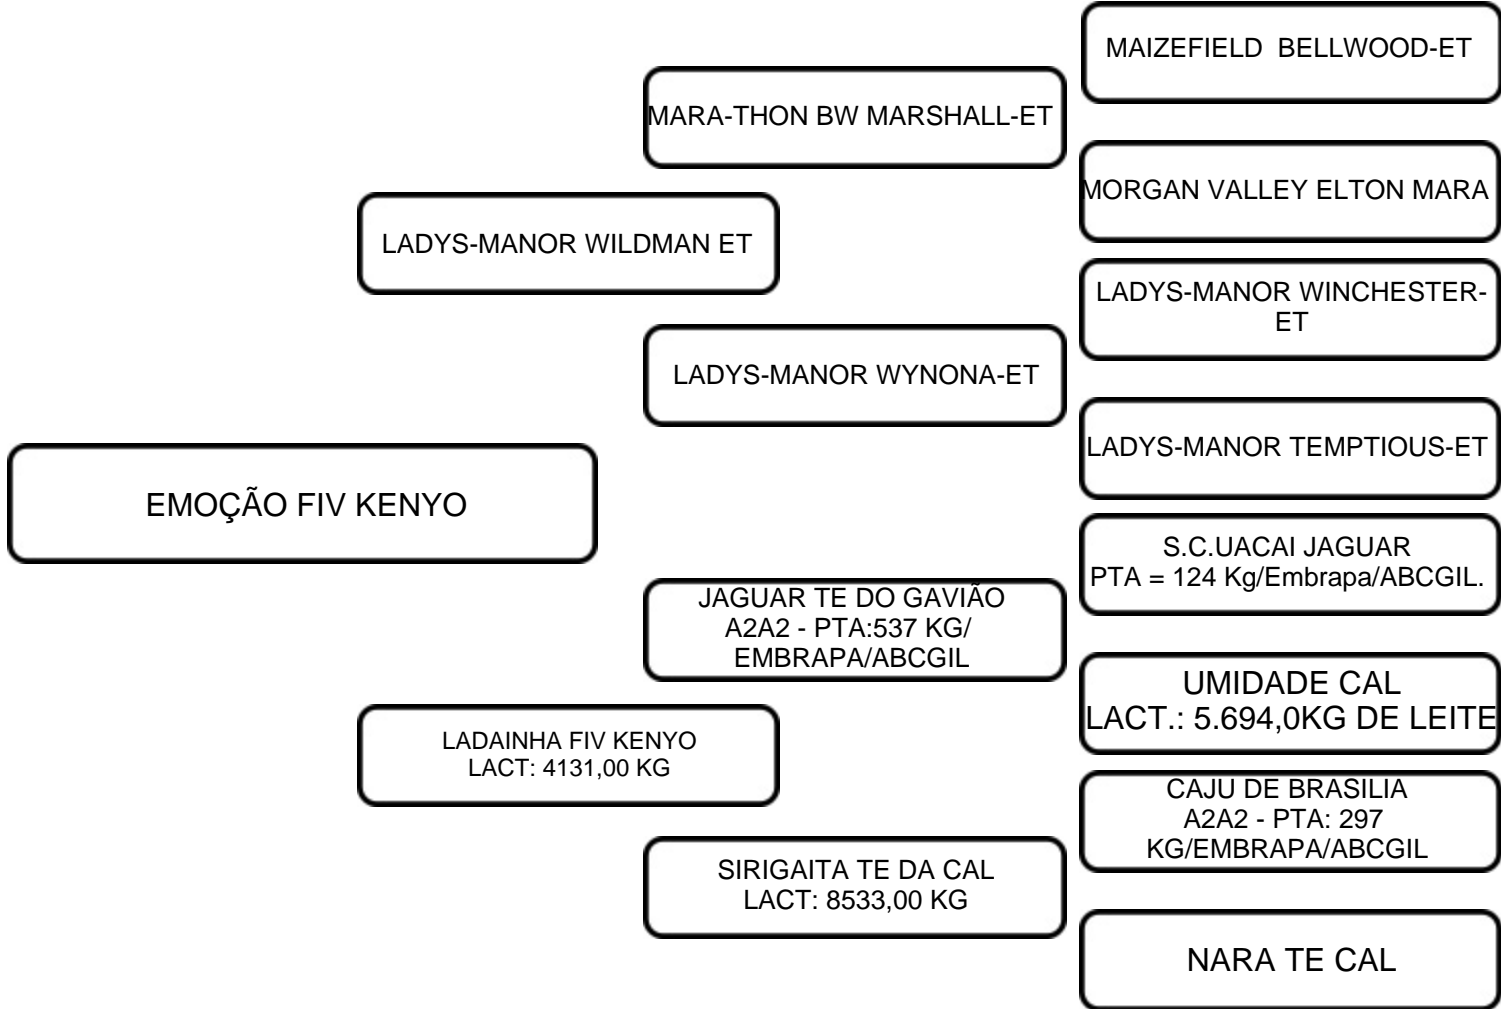 MAIZEFIELD BELLWOOD-ET
MARA-THON BW MARSHALL-ET
MORGAN VALLEY ELTON MARA
LADYS-MANOR WILDMAN ET
LADYS-MANOR WINCHESTER-
ET
LADYS-MANOR WYNONA-ET
LADYS-MANOR TEMPTIOUS-ET
EMOÇÃO FIV KENYO
S.C.UACAI JAGUAR
PTA = 124 Kg/Embrapa/ABCGIL.
JAGUAR TE DO GAVIÃO
A2A2 - PTA:537 KG/
EMBRAPA/ABCGIL
UMIDADE CAL
LACT.: 5.694,0KG DE LEITE
LADAINHA FIV KENYO
LACT: 4131,00 KG
CAJU DE BRASILIA
A2A2 - PTA: 297
KG/EMBRAPA/ABCGIL
SIRIGAITA TE DA CAL
LACT: 8533,00 KG
NARA TE CAL